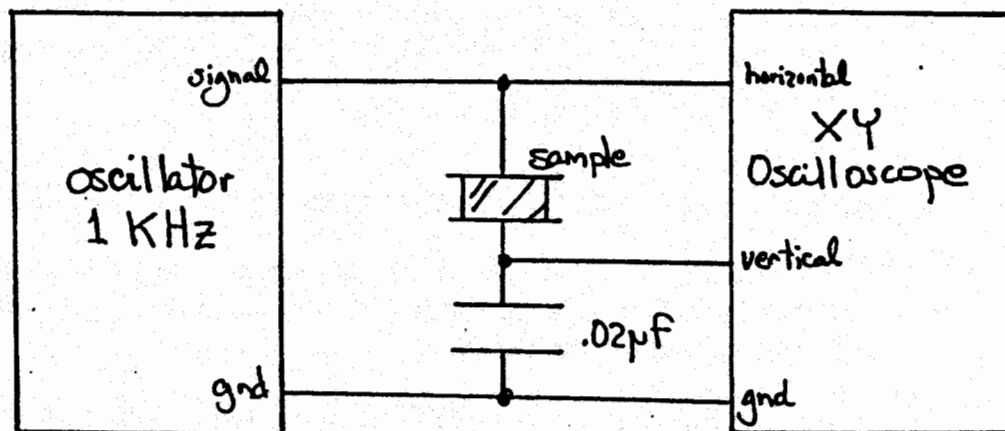 signal
horizontal
XY
Oscilloscope
sample
oscillator
1 KHz
vertical
.02μf
gnd
gnd